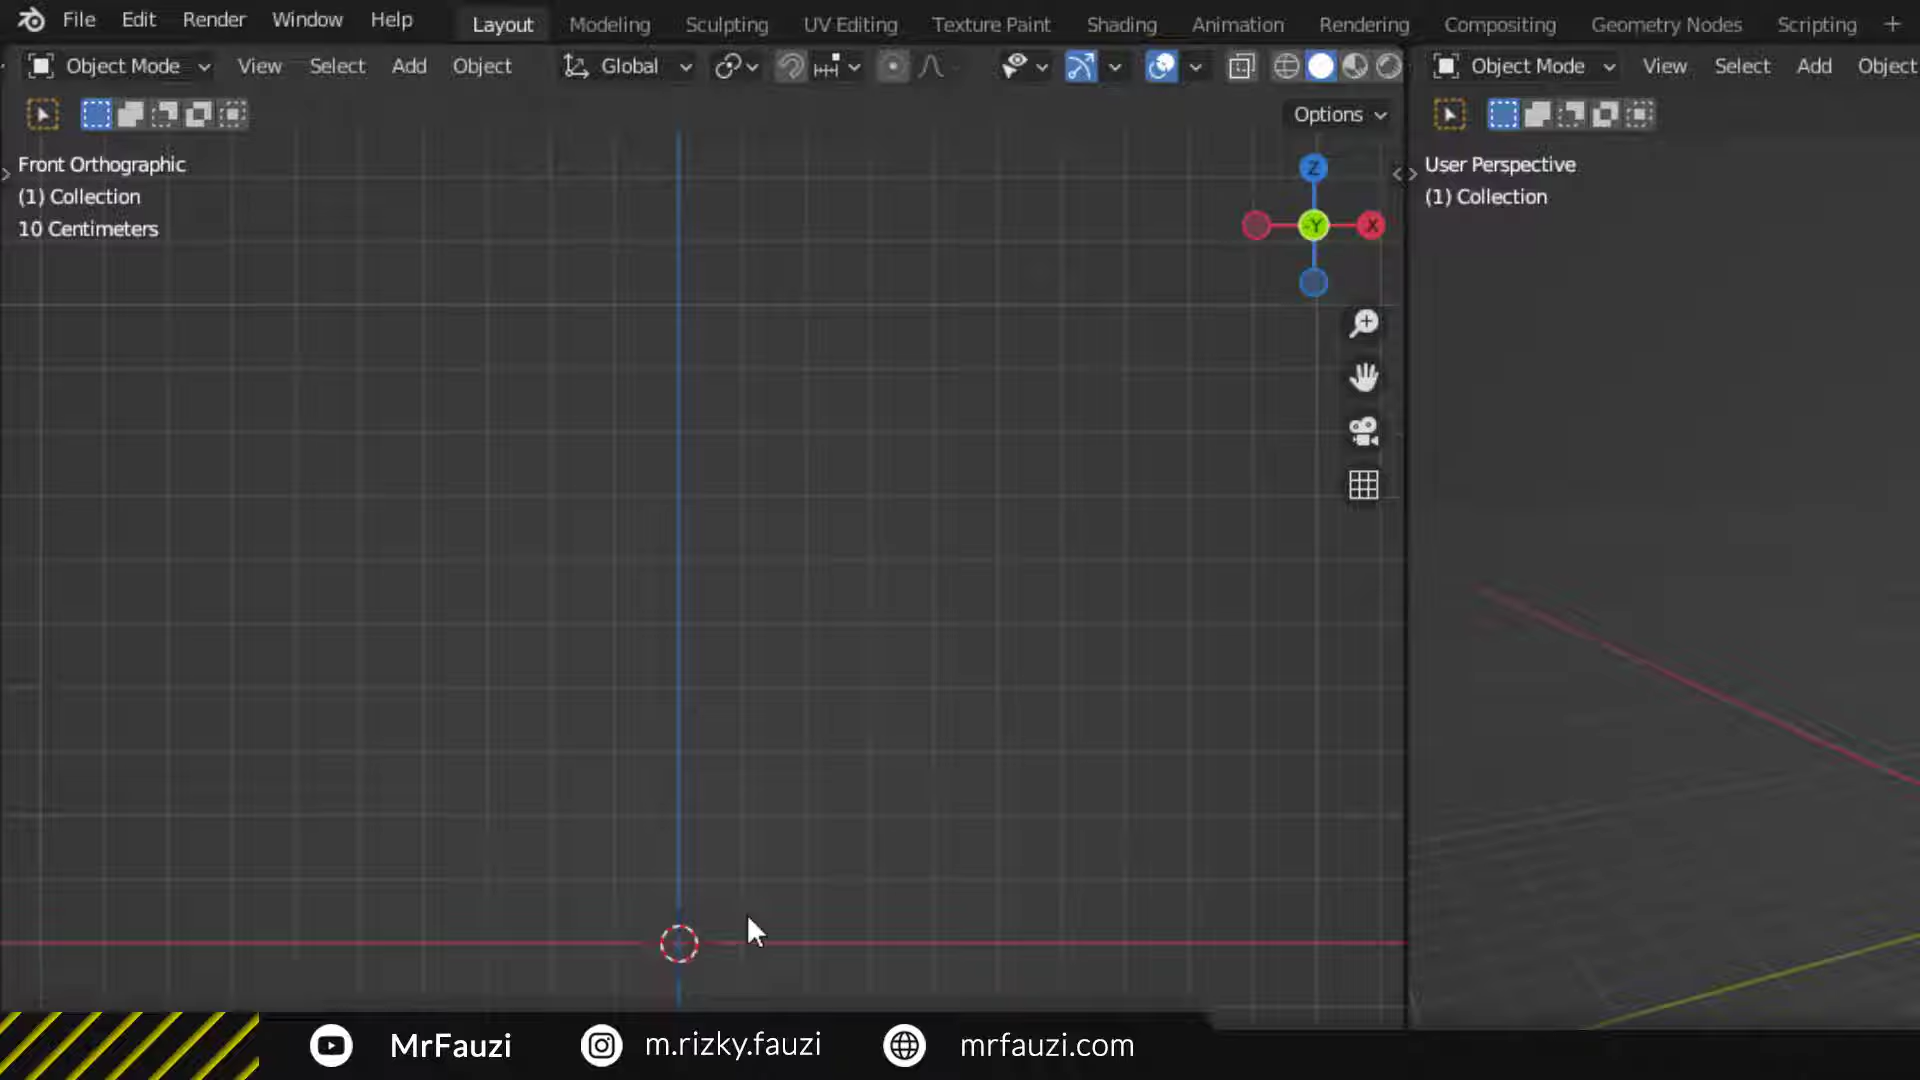 File Edit Render Window Help Layout Modeling Sculpting UV Editing Texture Paint Shading Animation Rendering Compositing Geometry Nodes Scripting +
Object Mode View Select Add Object Global Object Mode View Select Add Object
Options
Front Orthographic
(1) Collection
10 Centimeters
Z
-Y
X
User Perspective
(1) Collection
MrFauzi m.rizky.fauzi mrfauzi.com